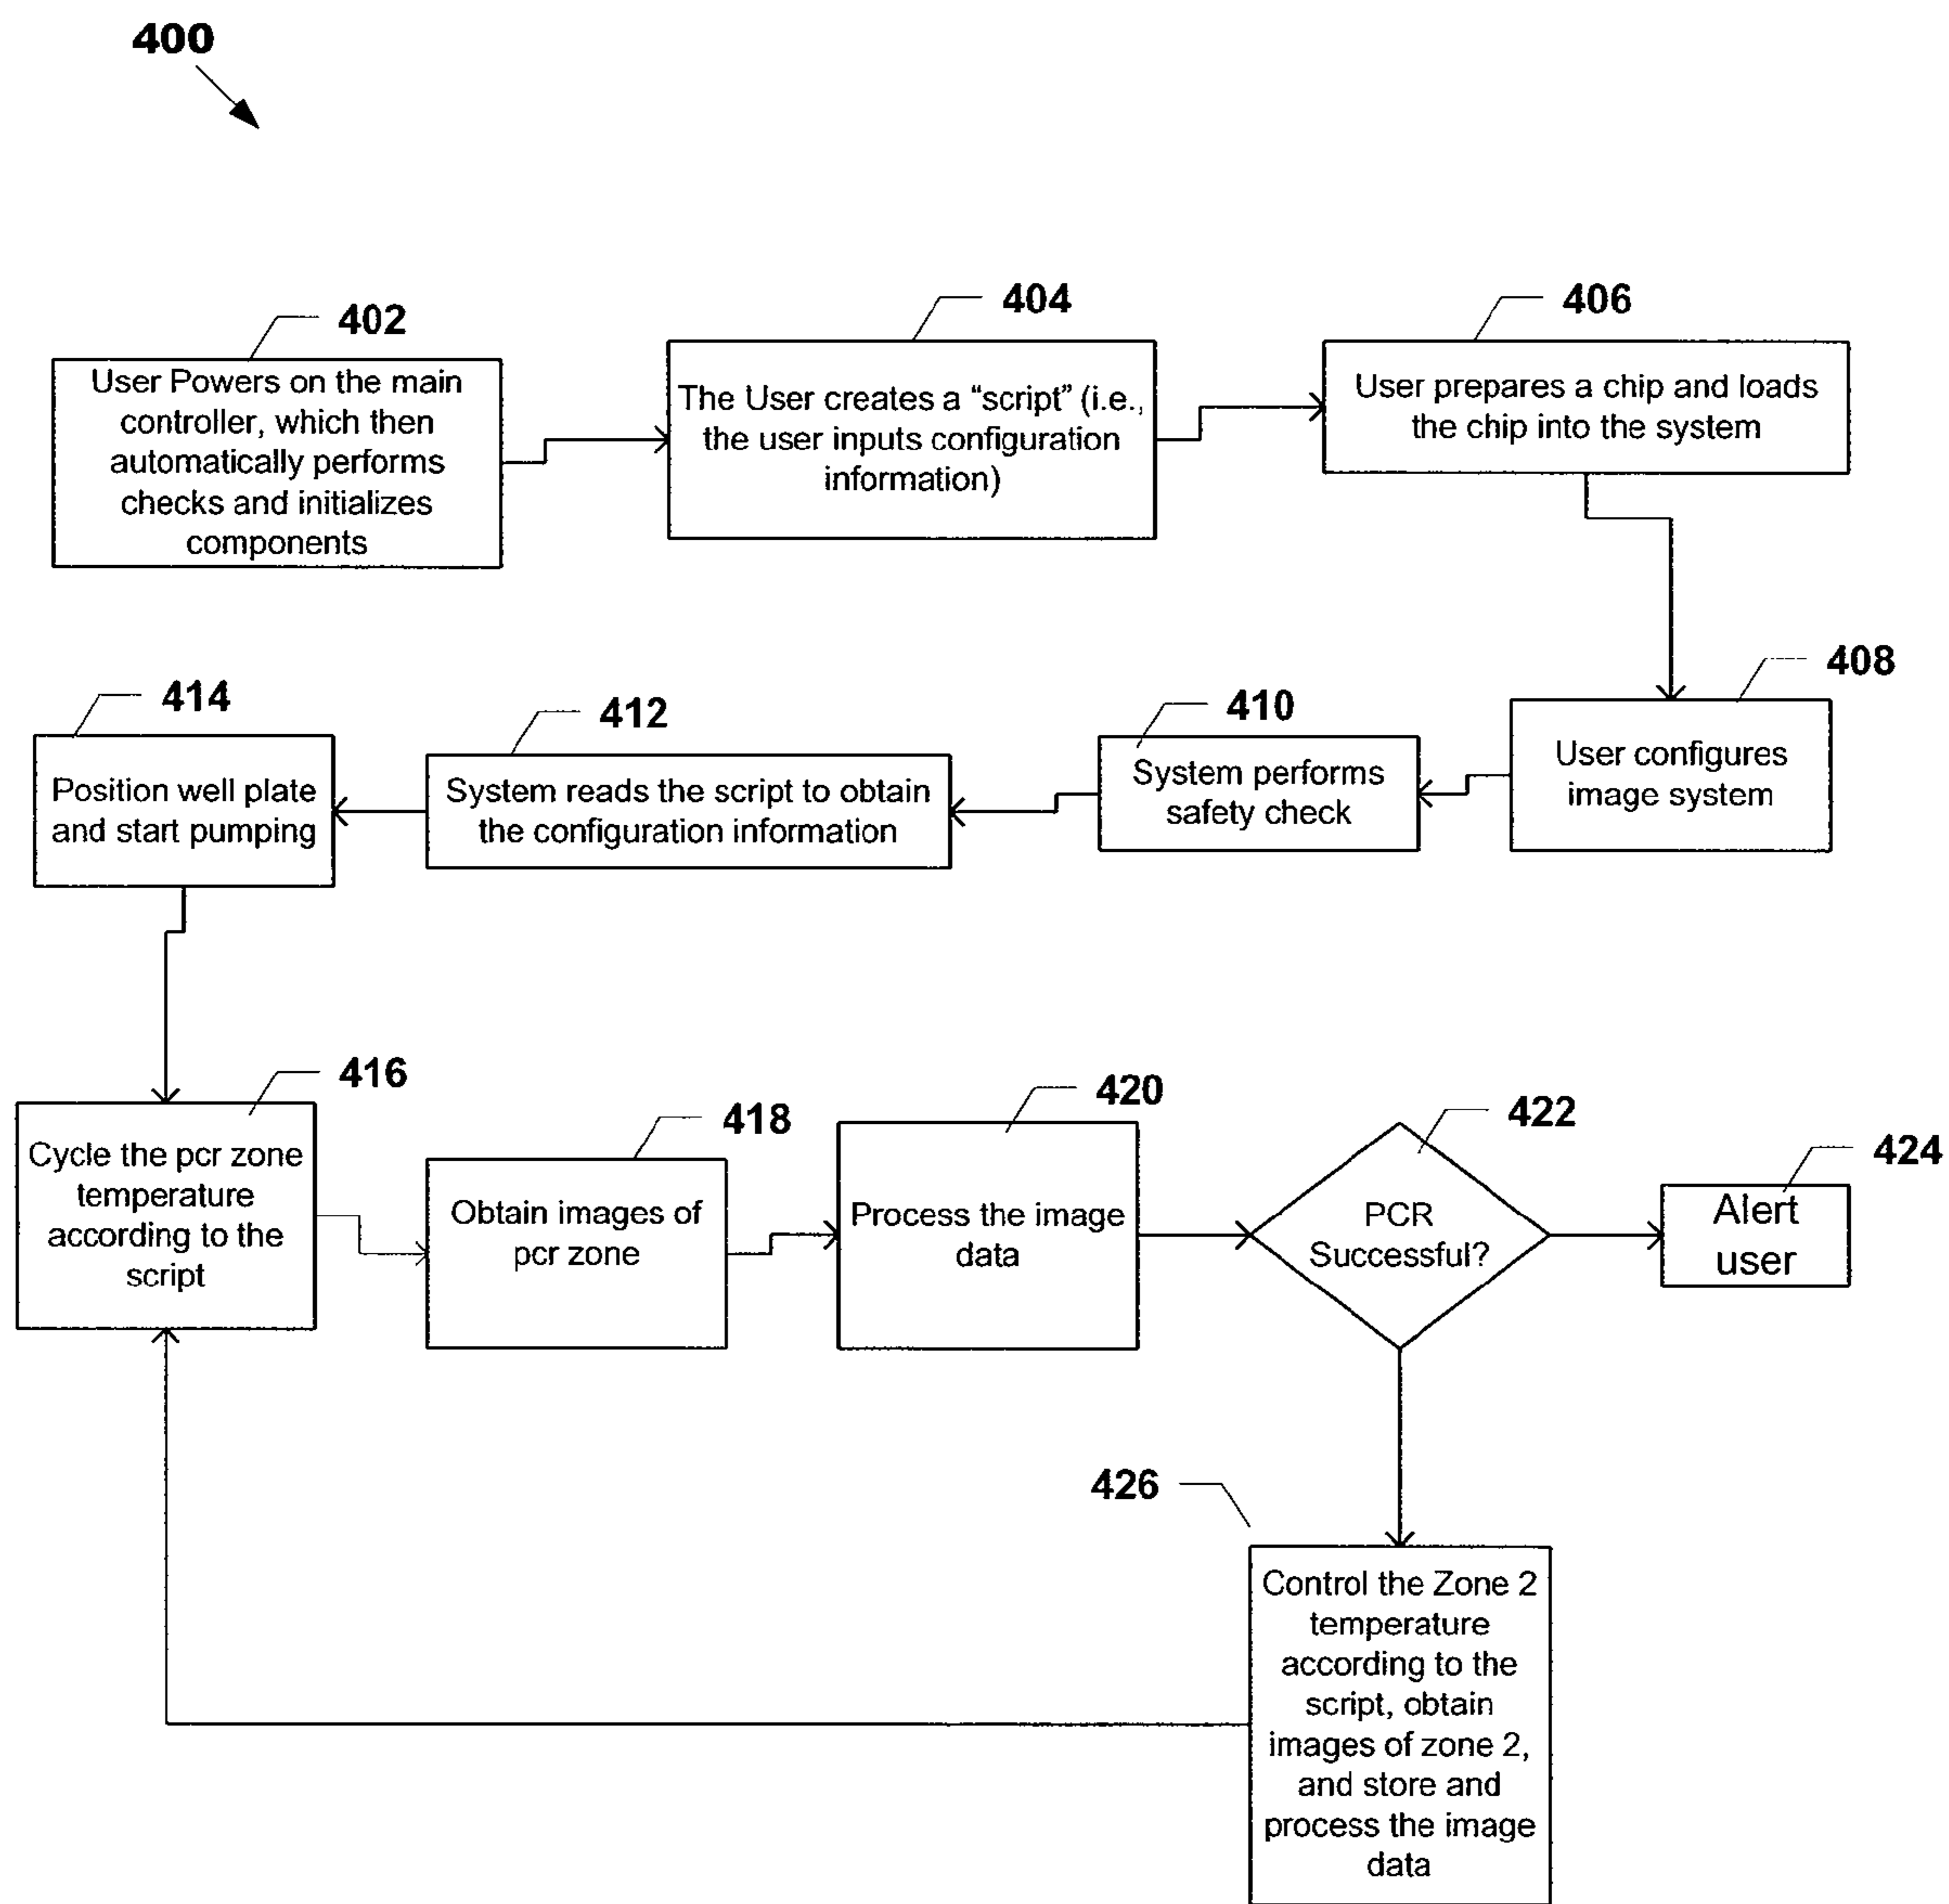 400
402
User Powers on the main
controller, which then
automatically performs
checks and initializes
components
404
The User creates a “script” (i.e.,
the user inputs configuration
information)
406
User prepares a chip and loads
the chip into the system
408
User configures
image system
410
System performs
safety check
412
System reads the script to obtain
the configuration information
414
Position well plate
and start pumping
416
Cycle the pcr zone
temperature
according to the
script
418
Obtain images of
pcr zone
420
Process the image
data
422
PCR
Successful?
424
Alert
user
426
Control the Zone 2
temperature
according to the
script, obtain
images of zone 2,
and store and
process the image
data